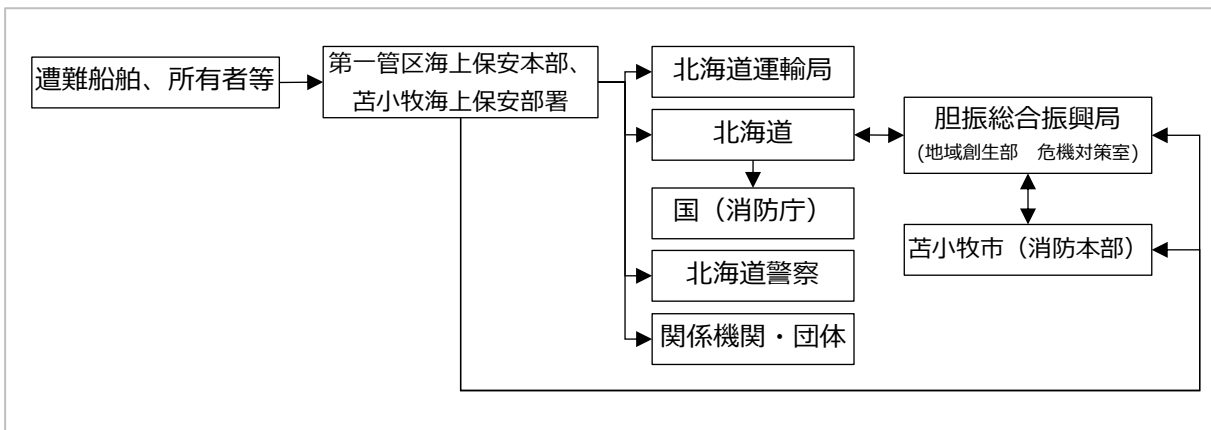 遭難船舶、所有者等
第一管区海上保安本部、
苫小牧海上保安部署
北海道運輸局
北海道
国（消防庁）
北海道警察
関係機関・団体
胆振総合振興局
(地域創生部　危機対策室)
苫小牧市（消防本部）